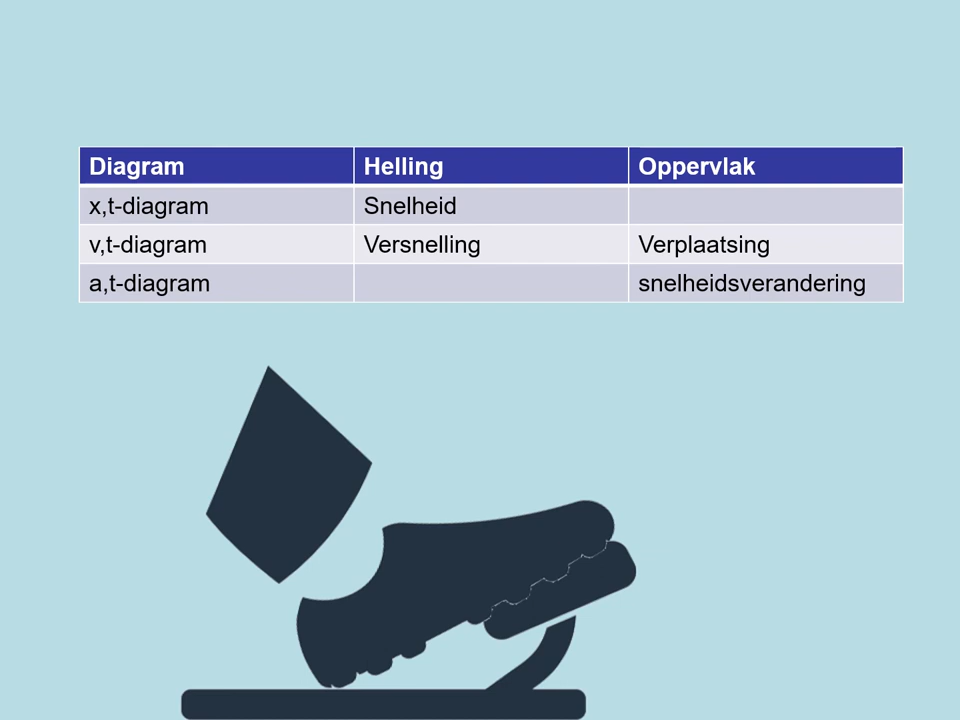 Diagram Helling Oppervlak
x,t-diagram Snelheid
v,t-diagram Versnelling Verplaatsing
a,t-diagram snelheidsverandering